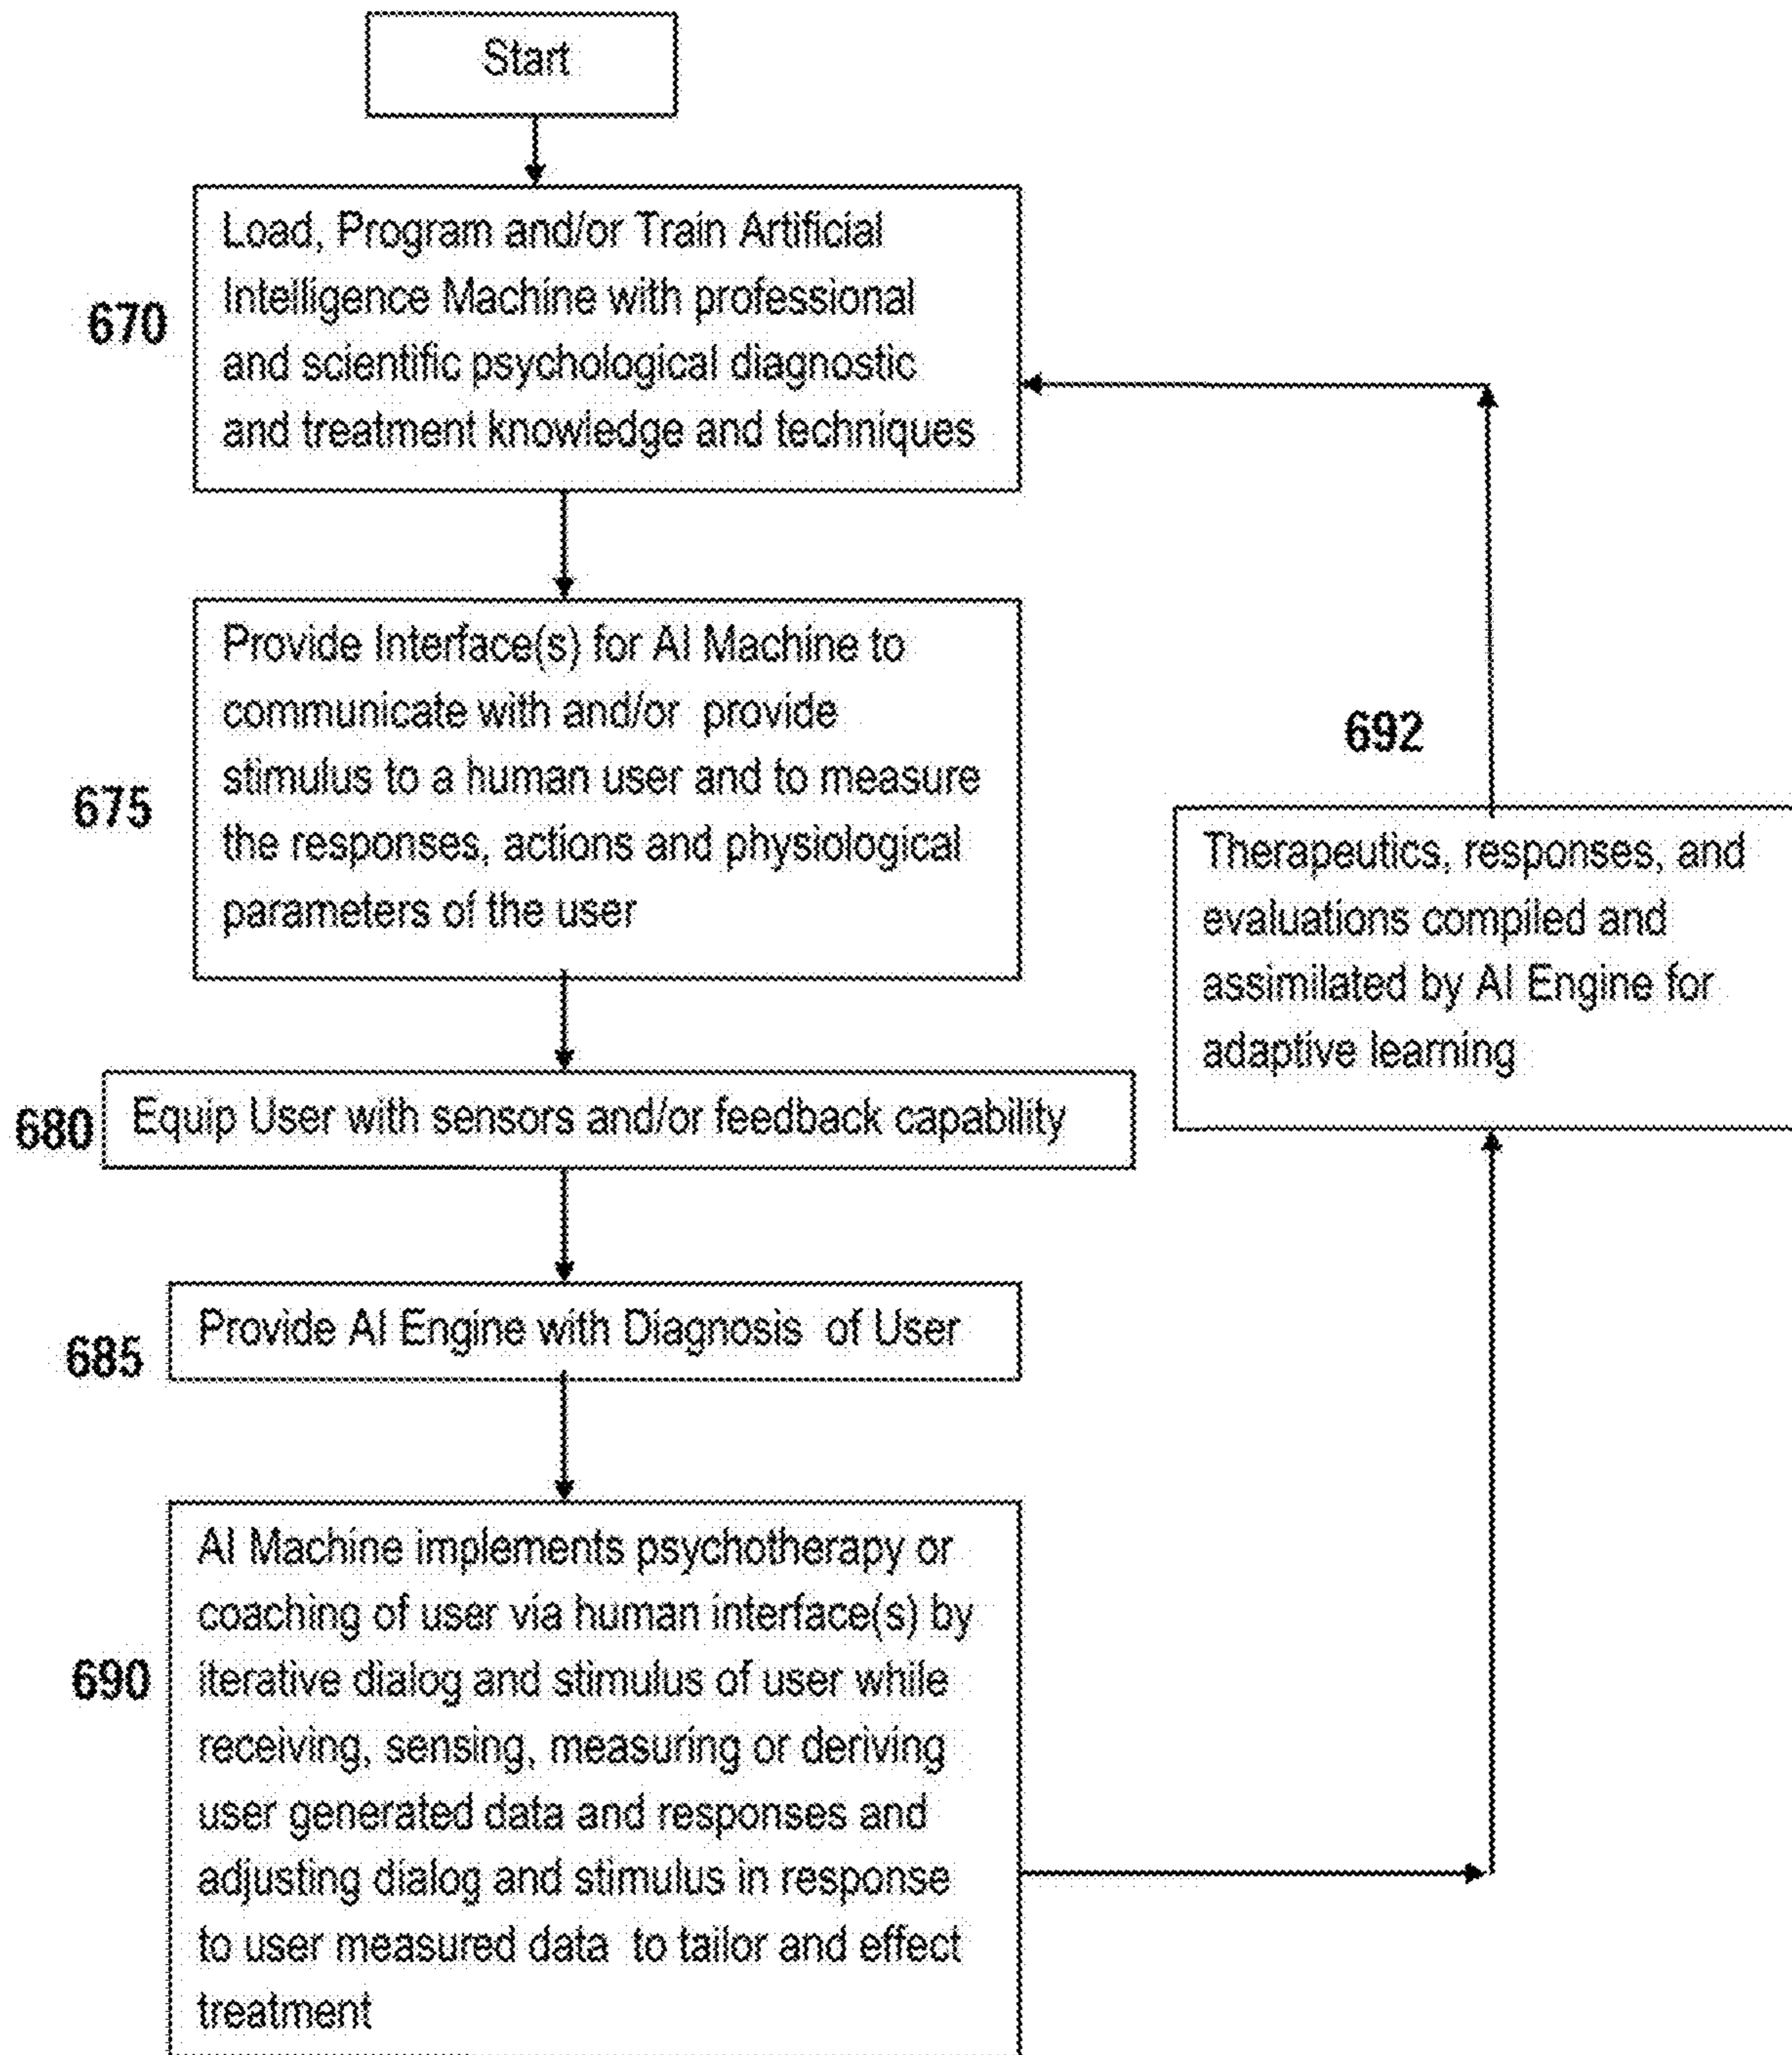 Start
670
Load, Program and/or Train Artificial
Intelligence Machine with professional
and scientific psychological diagnostic
and treatment knowledge and techniques
675
Provide Interface(s) for AI Machine to
communicate with and/or provide
stimulus to a human user and to measure
the responses, actions and physiological
parameters of the user
680
Equip User with sensors and/or feedback capability
685
Provide AI Engine with Diagnosis of User
690
AI Machine implements psychotherapy or
coaching of user via human interface(s) by
iterative dialog and stimulus of user while
receiving, sensing, measuring or deriving
user generated data and responses and
adjusting dialog and stimulus in response
to user measured data to tailor and effect
treatment
692
Therapeutics, responses, and
evaluations compiled and
assimilated by AI Engine for
adaptive learning